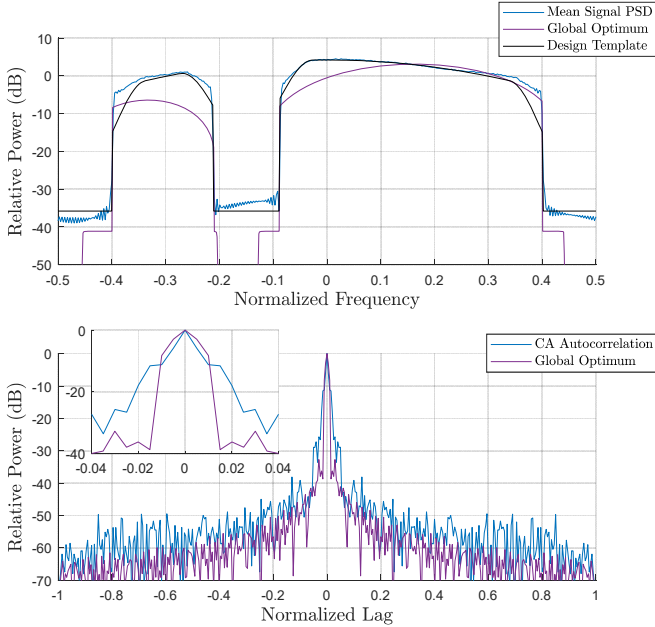 Mean Signal PSD
Global Optimum
Design Template
10
0
-10
-20
-30
-40
-50
Relative Power (dB)
-0.5 -0.4 -0.3 -0.2 -0.1 0 0.1 0.2 0.3 0.4 0.5
Normalized Frequency
CA Autocorrelation
Global Optimum
0
-20
-40
-0.04 -0.02 0 0.02 0.04
0
-10
-20
-30
-40
-50
-60
-70
Relative Power (dB)
-1 -0.8 -0.6 -0.4 -0.2 0 0.2 0.4 0.6 0.8 1
Normalized Lag